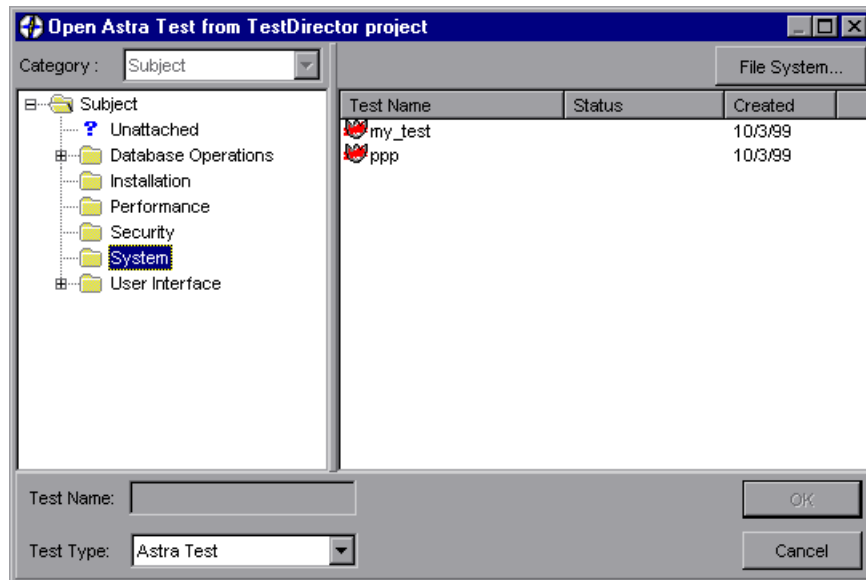 Open Astra Test from TestDirector project
Category :
Subject
File System...
Subject
Unattached
Database Operations
Installation
Performance
Security
System
User Interface
Test Name
Status
Created
my_test
10/3/99
ppp
10/3/99
Test Name:
OK
Test Type:
Astra Test
Cancel